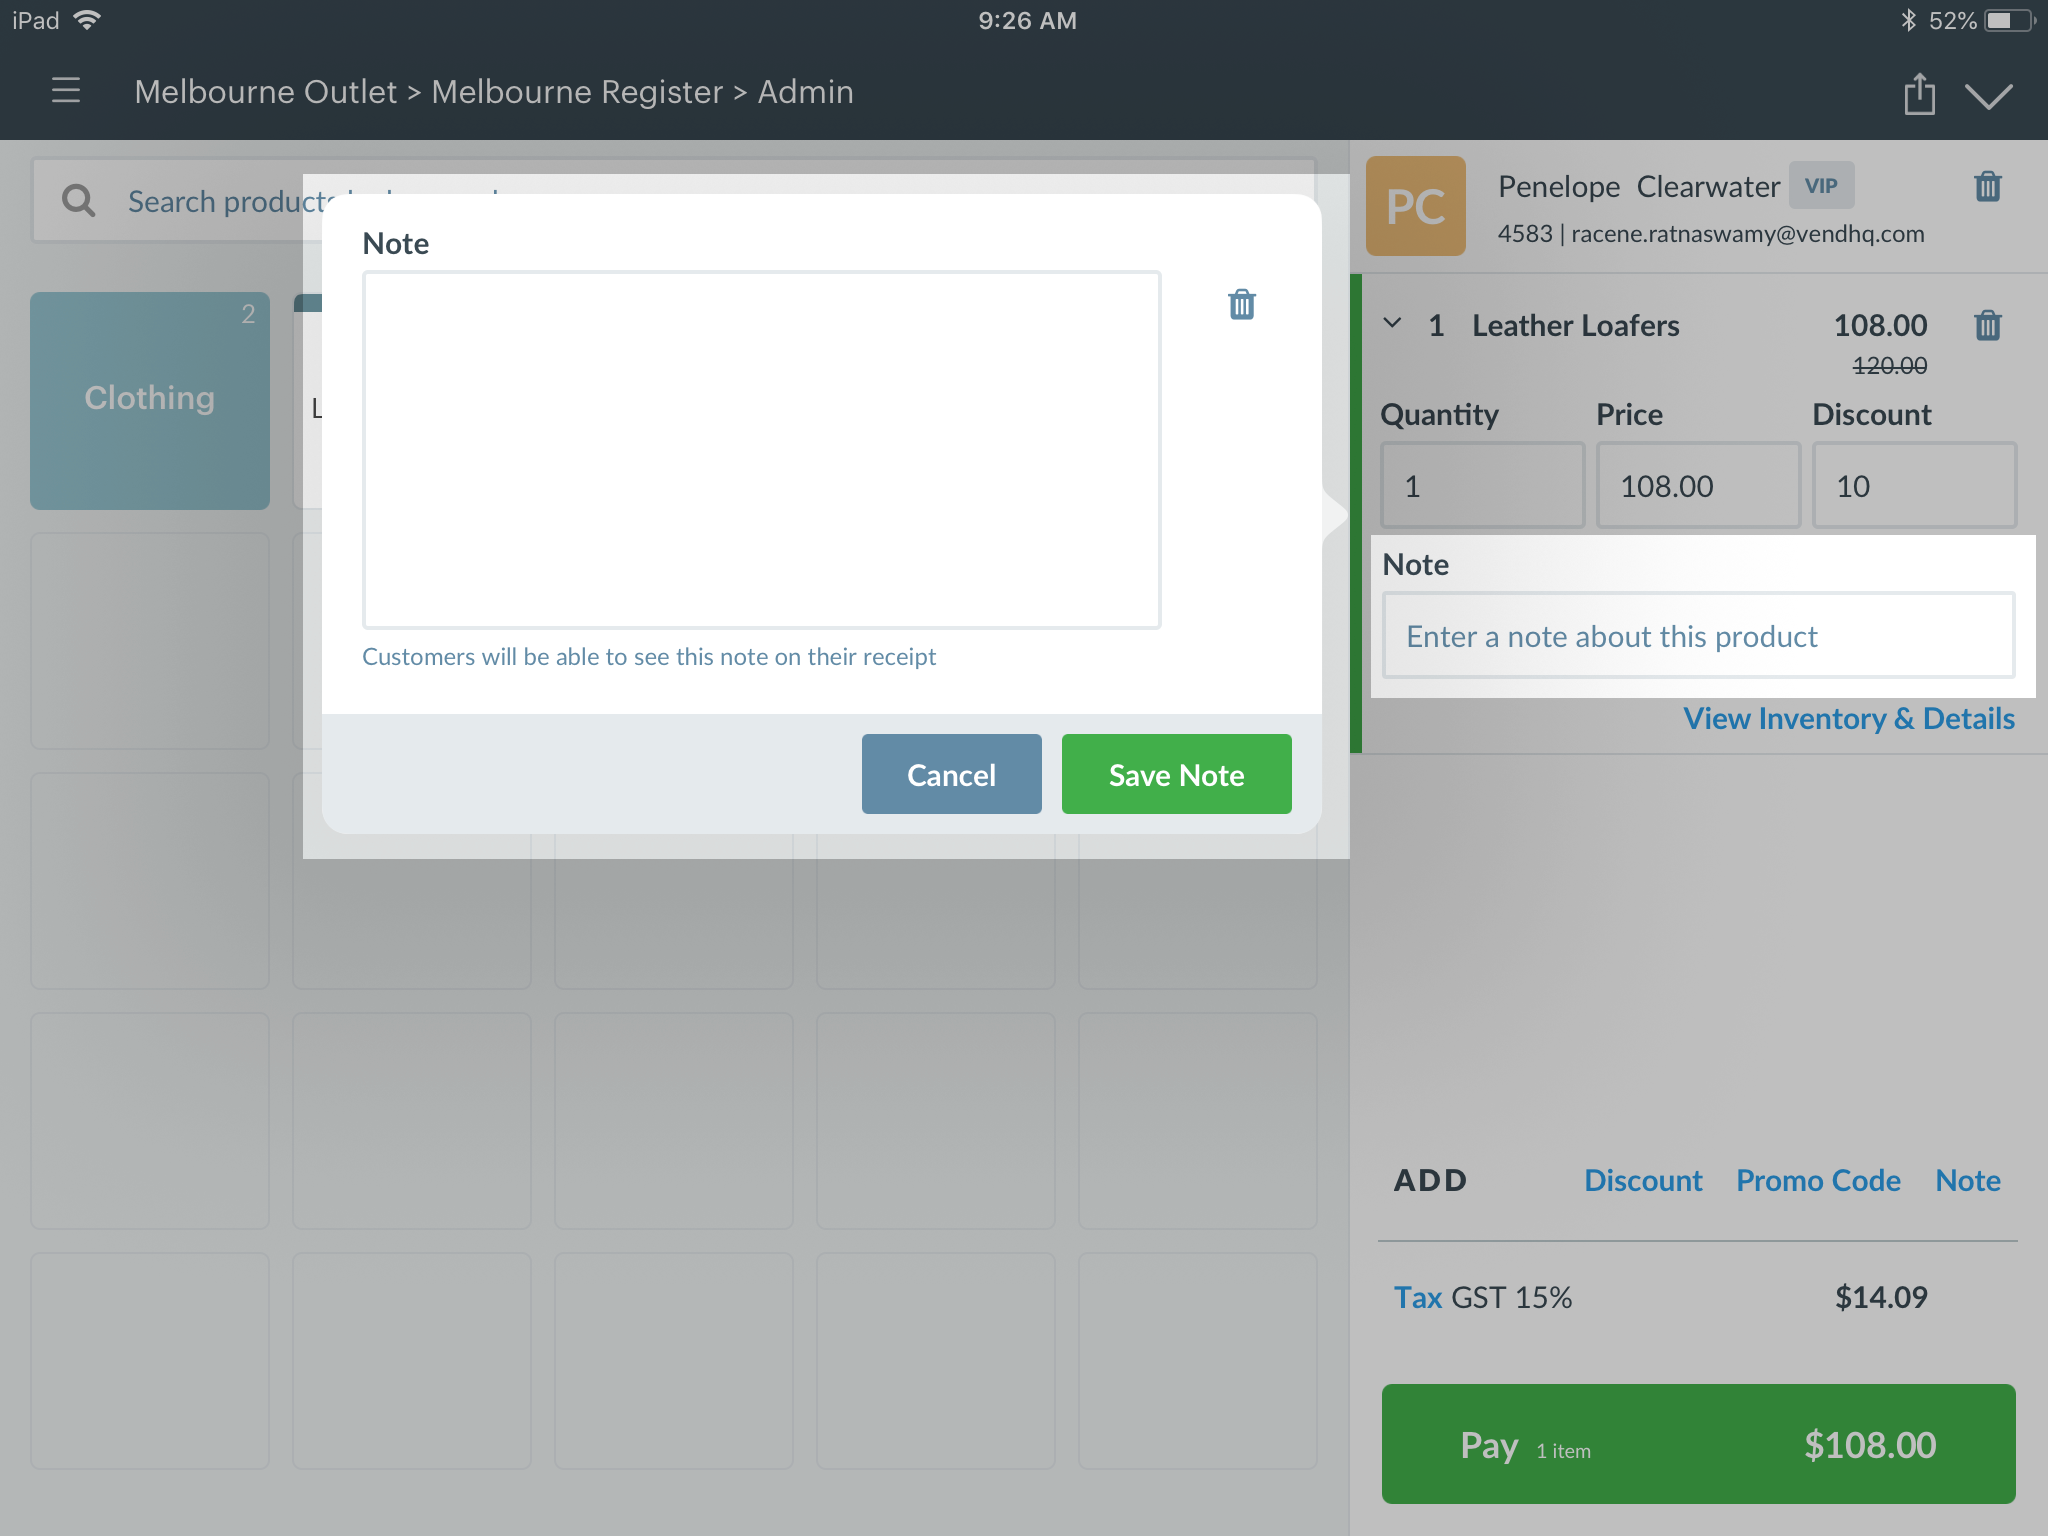 iPad 9:26 AM 52%
Melbourne Outlet > Melbourne Register > Admin
Search products
2
Clothing
L
Note
Customers will be able to see this note on their receipt
Cancel Save Note
PC
Penelope Clearwater VIP
4583 | racene.ratnaswamy@vendhq.com
1 Leather Loafers 108.00
120.00
Quantity Price Discount
1 108.00 10
Note
Enter a note about this product
View Inventory & Details
ADD Discount Promo Code Note
Tax GST 15% $14.09
Pay 1 item $108.00